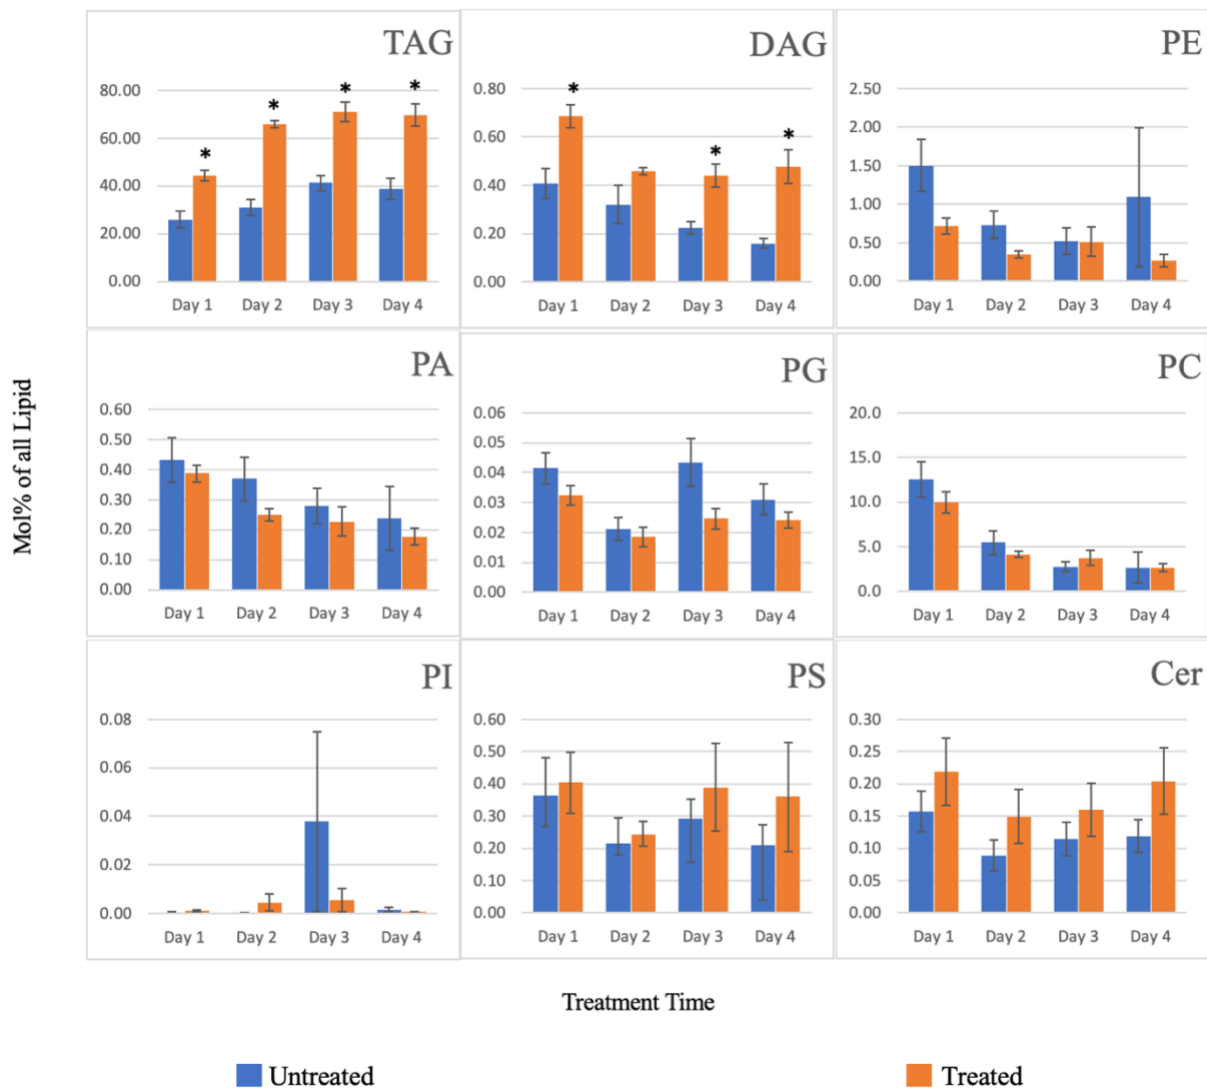 TAG
80.00
*
*
*
*
60.00
40.00
20.00
0.00
Day 1 Day 2 Day 3 Day 4
DAG
0.80
*
*
*
0.60
0.40
0.20
0.00
Day 1 Day 2 Day 3 Day 4
PE
2.50
2.00
1.50
1.00
0.50
0.00
Day 1 Day 2 Day 3 Day 4
Mol% of all Lipid
PA
0.60
0.50
0.40
0.30
0.20
0.10
0.00
Day 1 Day 2 Day 3 Day 4
PG
0.06
0.05
0.04
0.03
0.02
0.01
0.00
Day 1 Day 2 Day 3 Day 4
PC
20.0
15.0
10.0
5.0
0.0
Day 1 Day 2 Day 3 Day 4
PI
0.08
0.06
0.04
0.02
0.00
Day 1 Day 2 Day 3 Day 4
PS
0.60
0.50
0.40
0.30
0.20
0.10
0.00
Day 1 Day 2 Day 3 Day 4
Cer
0.30
0.25
0.20
0.15
0.10
0.05
0.00
Day 1 Day 2 Day 3 Day 4
Treatment Time
Untreated
Treated